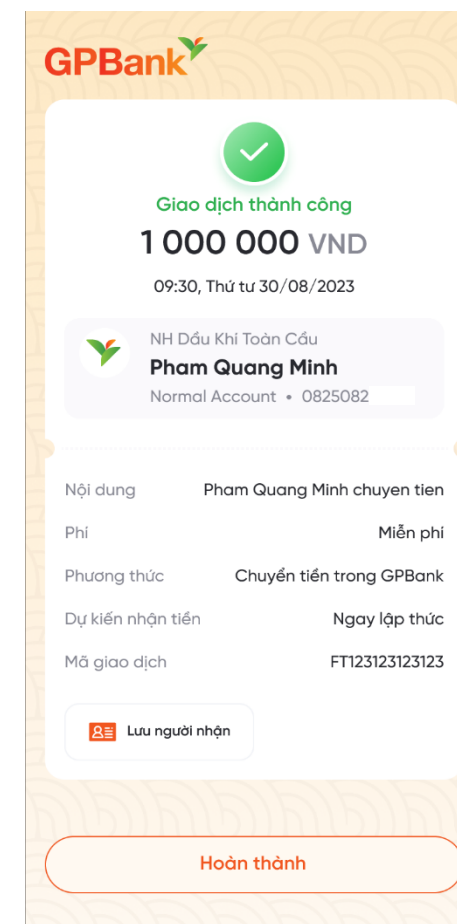 GPBank
Giao dịch thành công
1 000 000 VND
09:30, Thứ tư 30/08/2023
NH Dầu Khí Toàn Cầu
Pham Quang Minh
Normal Account • 0825082
Nội dung Pham Quang Minh chuyen tien
Phí Miễn phí
Phương thức Chuyển tiền trong GPBank
Dự kiến nhận tiền Ngay lập thức
Mã giao dịch FT123123123123
Lưu người nhận
Hoàn thành